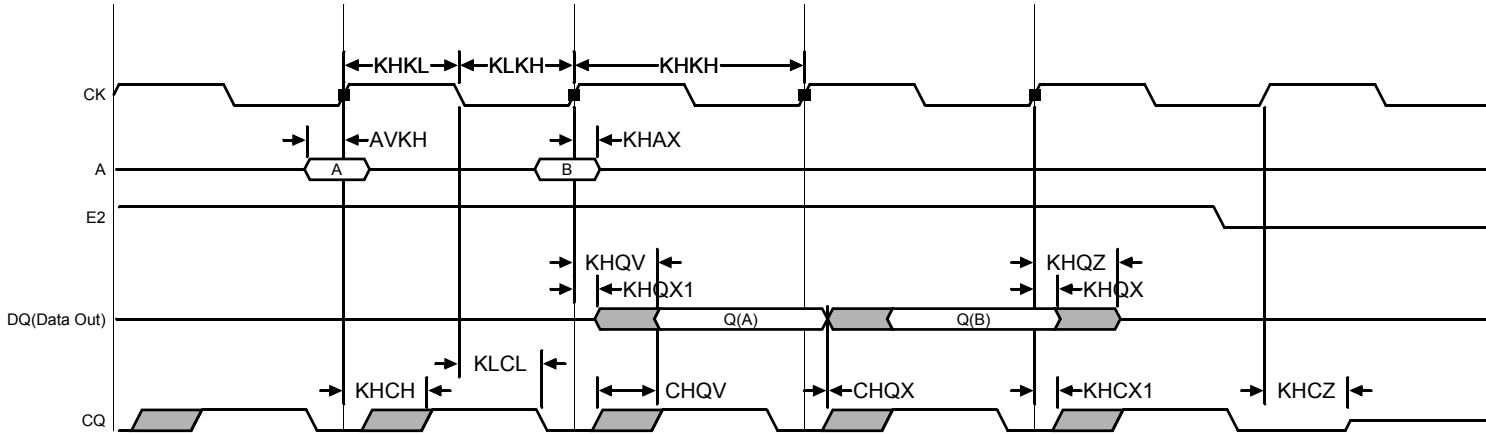 KHKL KLKH KHKH
CK
AVKH KHAX
A A B
E2
KHQV KHQZ
KHQX1 KHQX
DQ(Data Out) Q(A) Q(B)
KLCL
KHCH CHQV CHQX KHCX1 KHCZ
CQ